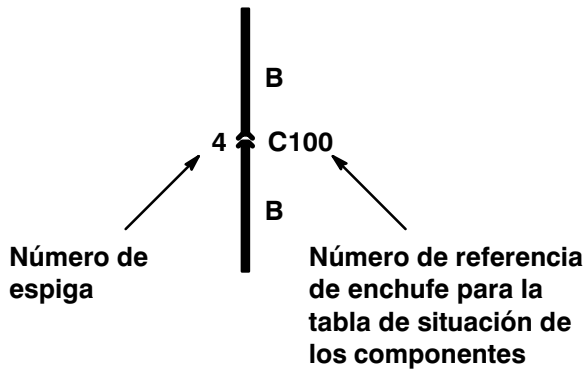 B
4 C100
B
Número de
espiga
Número de referencia
de enchufe para la
tabla de situación de
los componentes